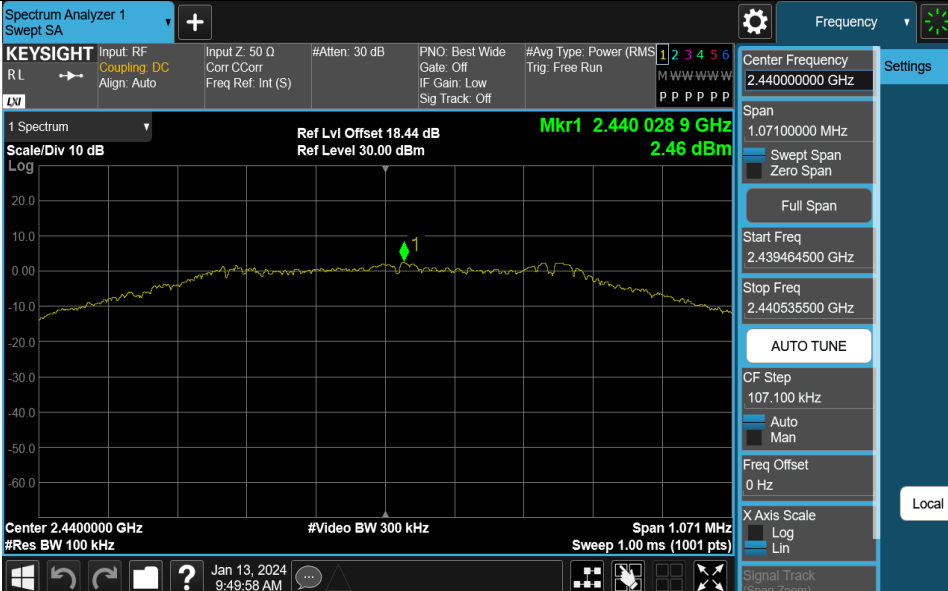 Spectrum Analyzer 1
Swept SA
Frequency
KEYSIGHT
RL
LXI
Input: RF
Coupling: DC
Align: Auto
Input Z: 50 Ω
Corr CCorr
Freq Ref: Int (S)
#Atten: 30 dB
PNO: Best Wide
Gate: Off
IF Gain: Low
Sig Track: Off
#Avg Type: Power (RMS
Trig: Free Run
1 2 3 4 5 6
M W W W W W
P P P P P P
1 Spectrum
Scale/Div 10 dB
Log
Ref Lvl Offset 18.44 dB
Ref Level 30.00 dBm
Mkr1 2.440 028 9 GHz
2.46 dBm
20.0
10.0
0.00
-10.0
-20.0
-30.0
-40.0
-50.0
-60.0
1
Center 2.4400000 GHz
#Video BW 300 kHz
Span 1.071 MHz
#Res BW 100 kHz
Sweep 1.00 ms (1001 pts)
Center Frequency
2.440000000 GHz
Settings
Span
1.07100000 MHz
Swept Span
Zero Span
Full Span
Start Freq
2.439464500 GHz
Stop Freq
2.440535500 GHz
AUTO TUNE
CF Step
107.100 kHz
Auto
Man
Freq Offset
0 Hz
Local
X Axis Scale
Log
Lin
Signal Track
(Span Zoom)
?
Jan 13, 2024
9:49:58 AM